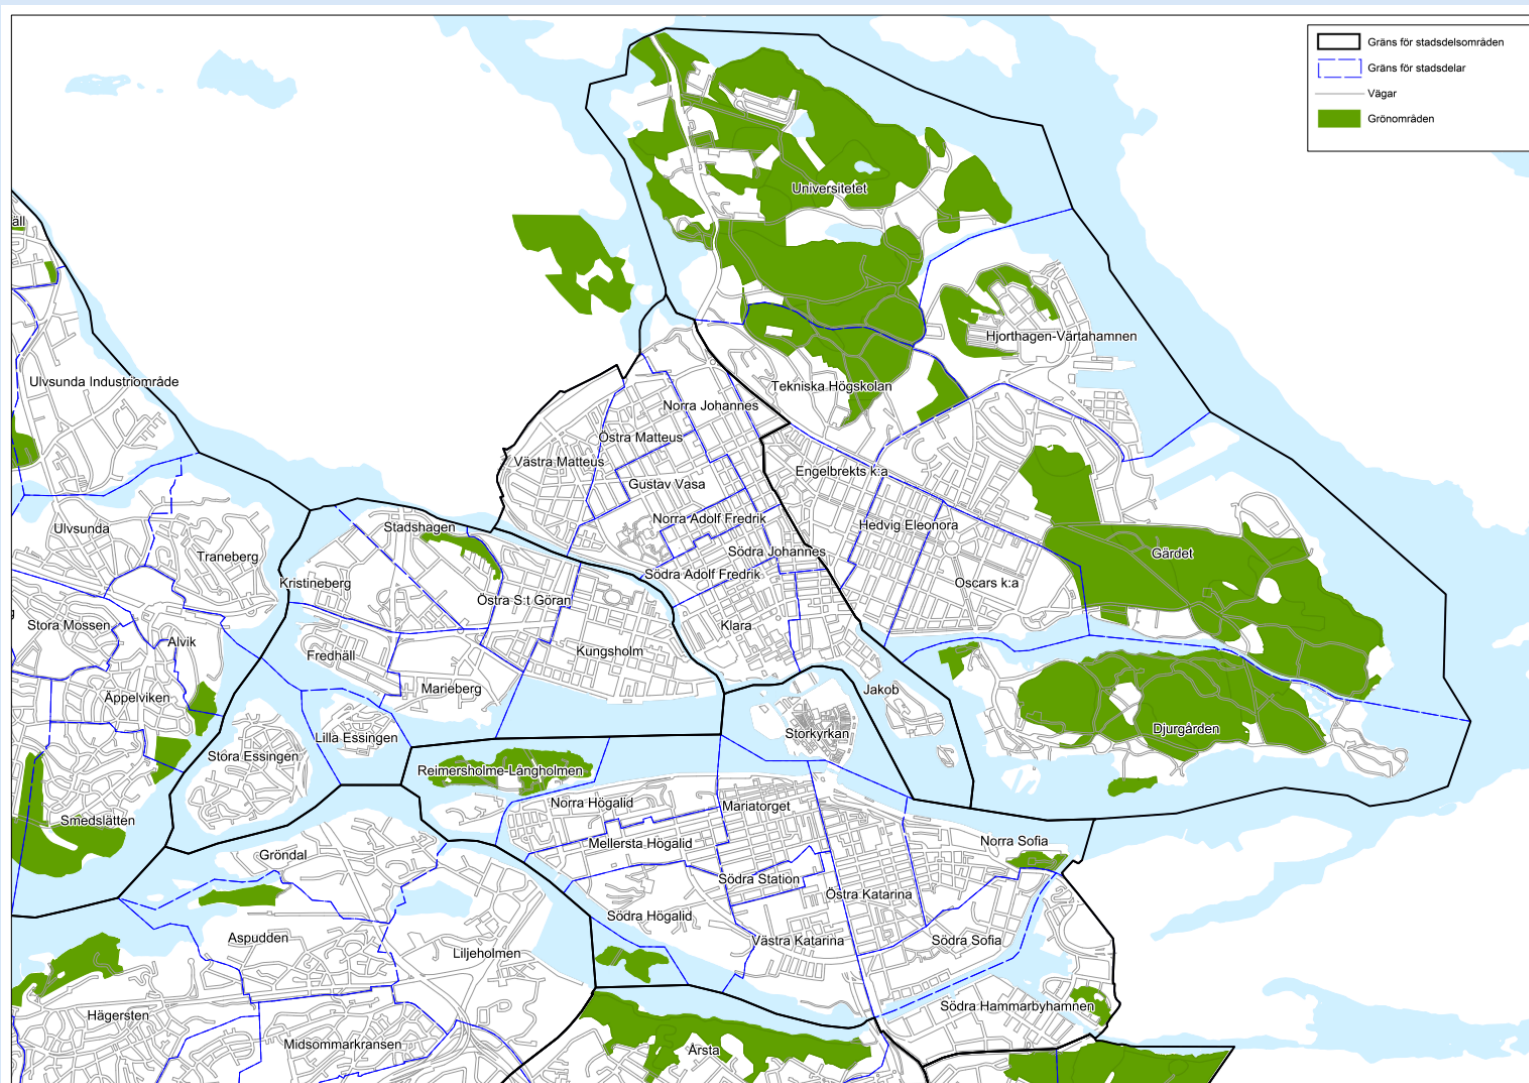 Gräns för stadsdelsområden
Gräns för stadsdelar
Vägar
Grönområden
Universitetet
äll
Hjorthagen-Värtahamnen
Ulvsunda Industriområde
Tekniska Högskolan
Norra Johannes
Östra Matteus
Västra Matteus
Engelbrekts k:a
Gustav Vasa
Norra Adolf Fredrik
Hedvig Eleonora
Stadshagen
Ulvsunda
Södra Johannes
Gärdet
Traneberg
Södra Adolf Fredrik
Kristineberg
Oscars k:a
Östra S:t Göran
g
Stora Mossen
Klara
Alvik
Kungsholm
Fredhäll
Marieberg
Jakob
Äppelviken
Djurgården
Storkyrkan
Lilla Essingen
Stora Essingen
Reimersholme-Långholmen
Norra Högalid
Mariatorget
Smedslätten
Norra Sofia
Mellersta Högalid
Gröndal
Södra Station
Östra Katarina
Södra Högalid
Aspudden
Västra Katarina
Södra Sofia
Liljeholmen
Södra Hammarbyhamnen
Hägersten
Midsommarkransen
Årsta